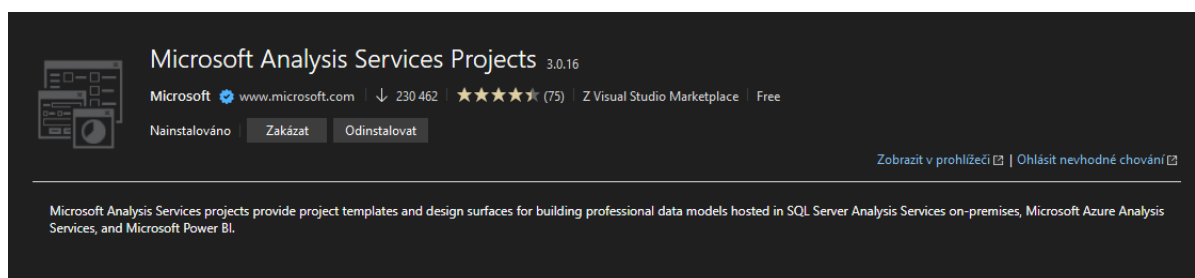 Microsoft Analysis Services Projects 3.0.16
Microsoft www.microsoft.com 230 462 (75) Z Visual Studio Marketplace Free
Nainstalováno Zakázat Odinstalovat
Zobrazit v prohlížeči | Ohlásit nevhodné chování
Microsoft Analysis Services projects provide project templates and design surfaces for building professional data models hosted in SQL Server Analysis Services on-premises, Microsoft Azure Analysis
Services, and Microsoft Power BI.